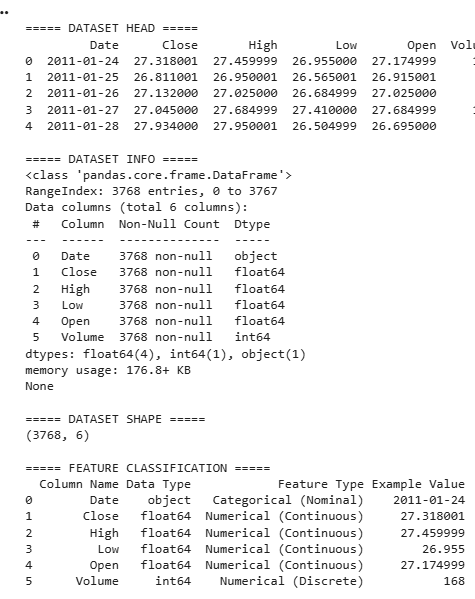 ..
===== DATASET HEAD =====
Date Close High Low Open Volu
0 2011-01-24 27.318001 27.459999 26.955000 27.174999
1 2011-01-25 26.811001 26.950001 26.565001 26.915001
2 2011-01-26 27.132000 27.025000 26.684999 27.025000
3 2011-01-27 27.045000 27.684999 27.410000 27.684999
4 2011-01-28 27.934000 27.950001 26.504999 26.695000
===== DATASET INFO =====
<class 'pandas.core.frame.DataFrame'>
RangeIndex: 3768 entries, 0 to 3767
Data columns (total 6 columns):
# Column Non-Null Count Dtype
--- ------ -------------- -----
0 Date 3768 non-null object
1 Close 3768 non-null float64
2 High 3768 non-null float64
3 Low 3768 non-null float64
4 Open 3768 non-null float64
5 Volume 3768 non-null int64
dtypes: float64(4), int64(1), object(1)
memory usage: 176.8+ KB
None
===== DATASET SHAPE =====
(3768, 6)
===== FEATURE CLASSIFICATION =====
Column Name Data Type Feature Type Example Value
0 Date object Categorical (Nominal) 2011-01-24
1 Close float64 Numerical (Continuous) 27.318001
2 High float64 Numerical (Continuous) 27.459999
3 Low float64 Numerical (Continuous) 26.955
4 Open float64 Numerical (Continuous) 27.174999
5 Volume int64 Numerical (Discrete) 168